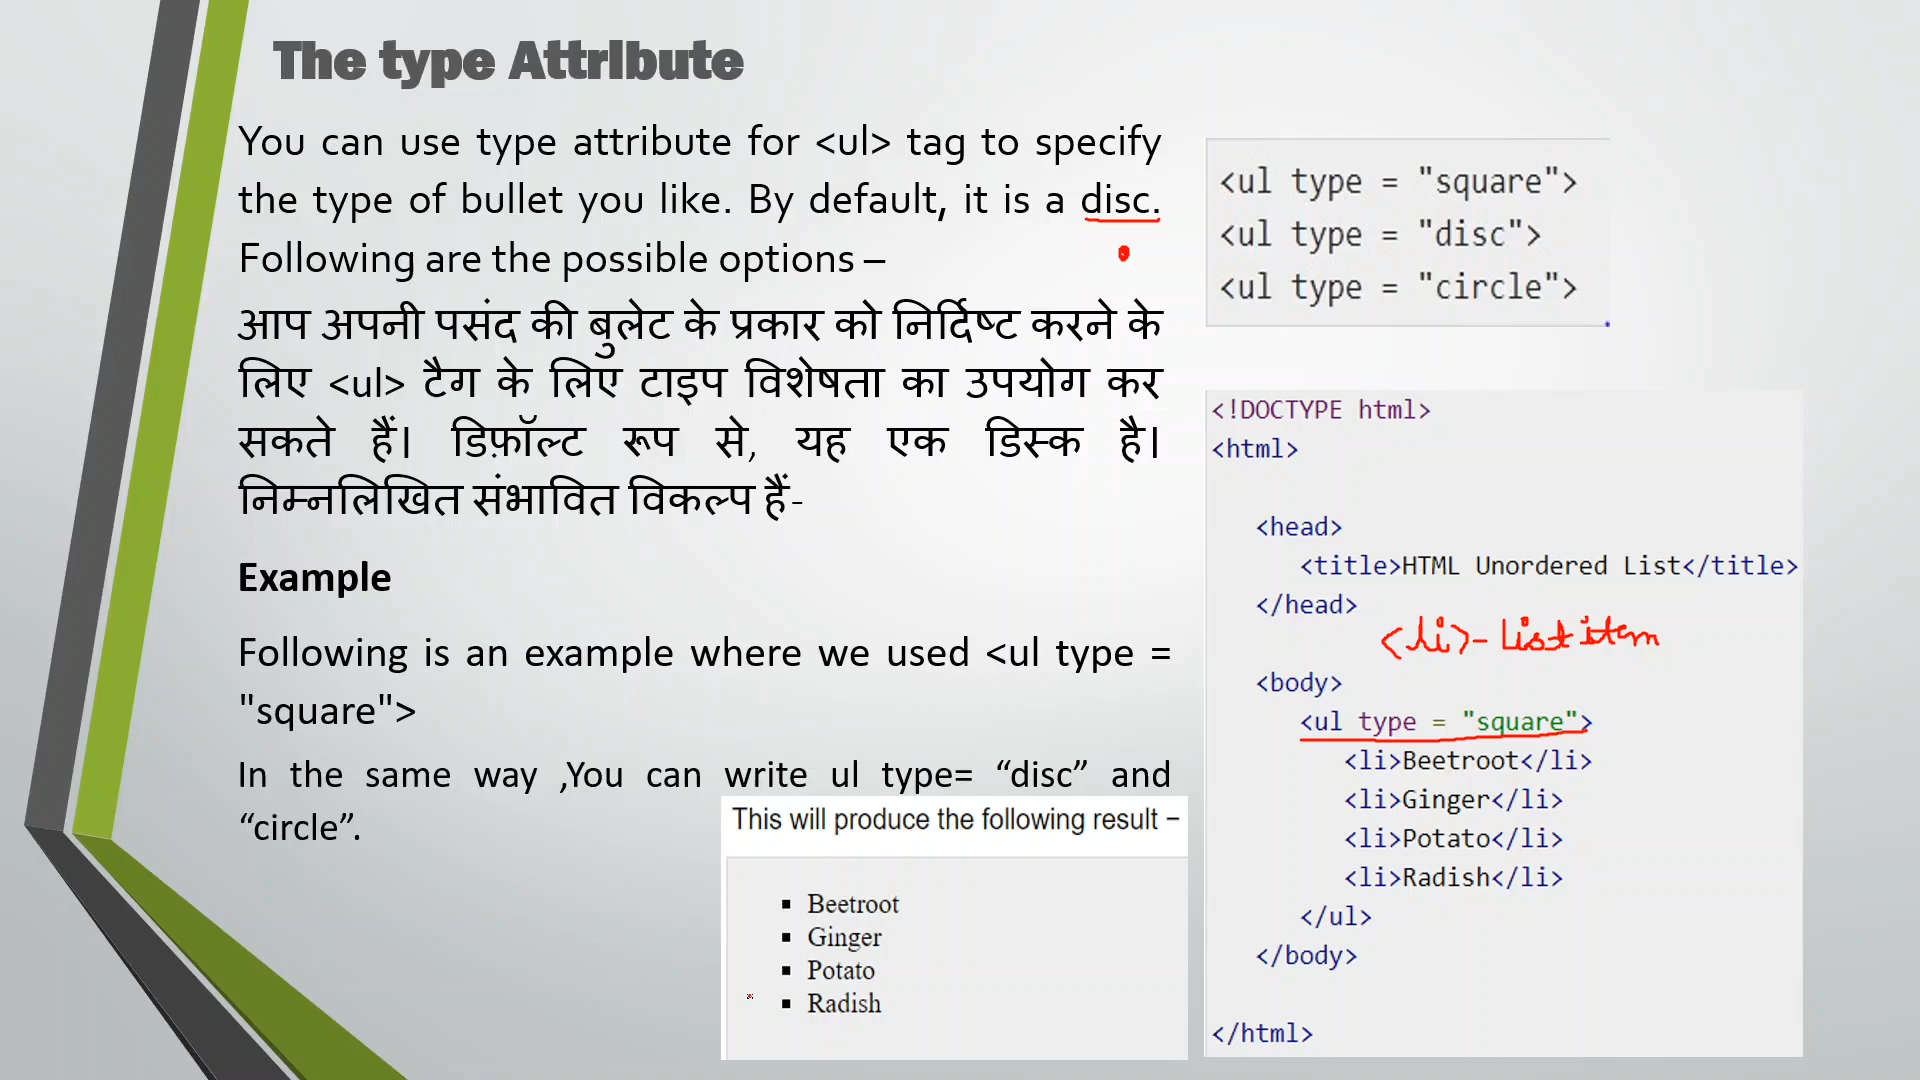 The type Attribute
You can use type attribute for <ul> tag to specify
the type of bullet you like. By default, it is a disc.
Following are the possible options –
आप अपनी पसंद की बुलेट के प्रकार को निर्दिष्ट करने के
लिए <ul> टैग के लिए टाइप विशेषता का उपयोग कर
सकते हैं। डिफ़ॉल्ट रूप से, यह एक डिस्क है।
निम्नलिखित संभावित विकल्प हैं-
Example
Following is an example where we used <ul type =
"square">
In the same way ,You can write ul type= “disc” and
“circle”.
This will produce the following result −
▪ Beetroot
▪ Ginger
▪ Potato
▪ Radish
<ul type = "square">
<ul type = "disc">
<ul type = "circle">
<!DOCTYPE html>
<html>
<head>
<title>HTML Unordered List</title>
</head>
<li>- List item
<body>
<ul type = "square">
<li>Beetroot</li>
<li>Ginger</li>
<li>Potato</li>
<li>Radish</li>
</ul>
</body>
</html>